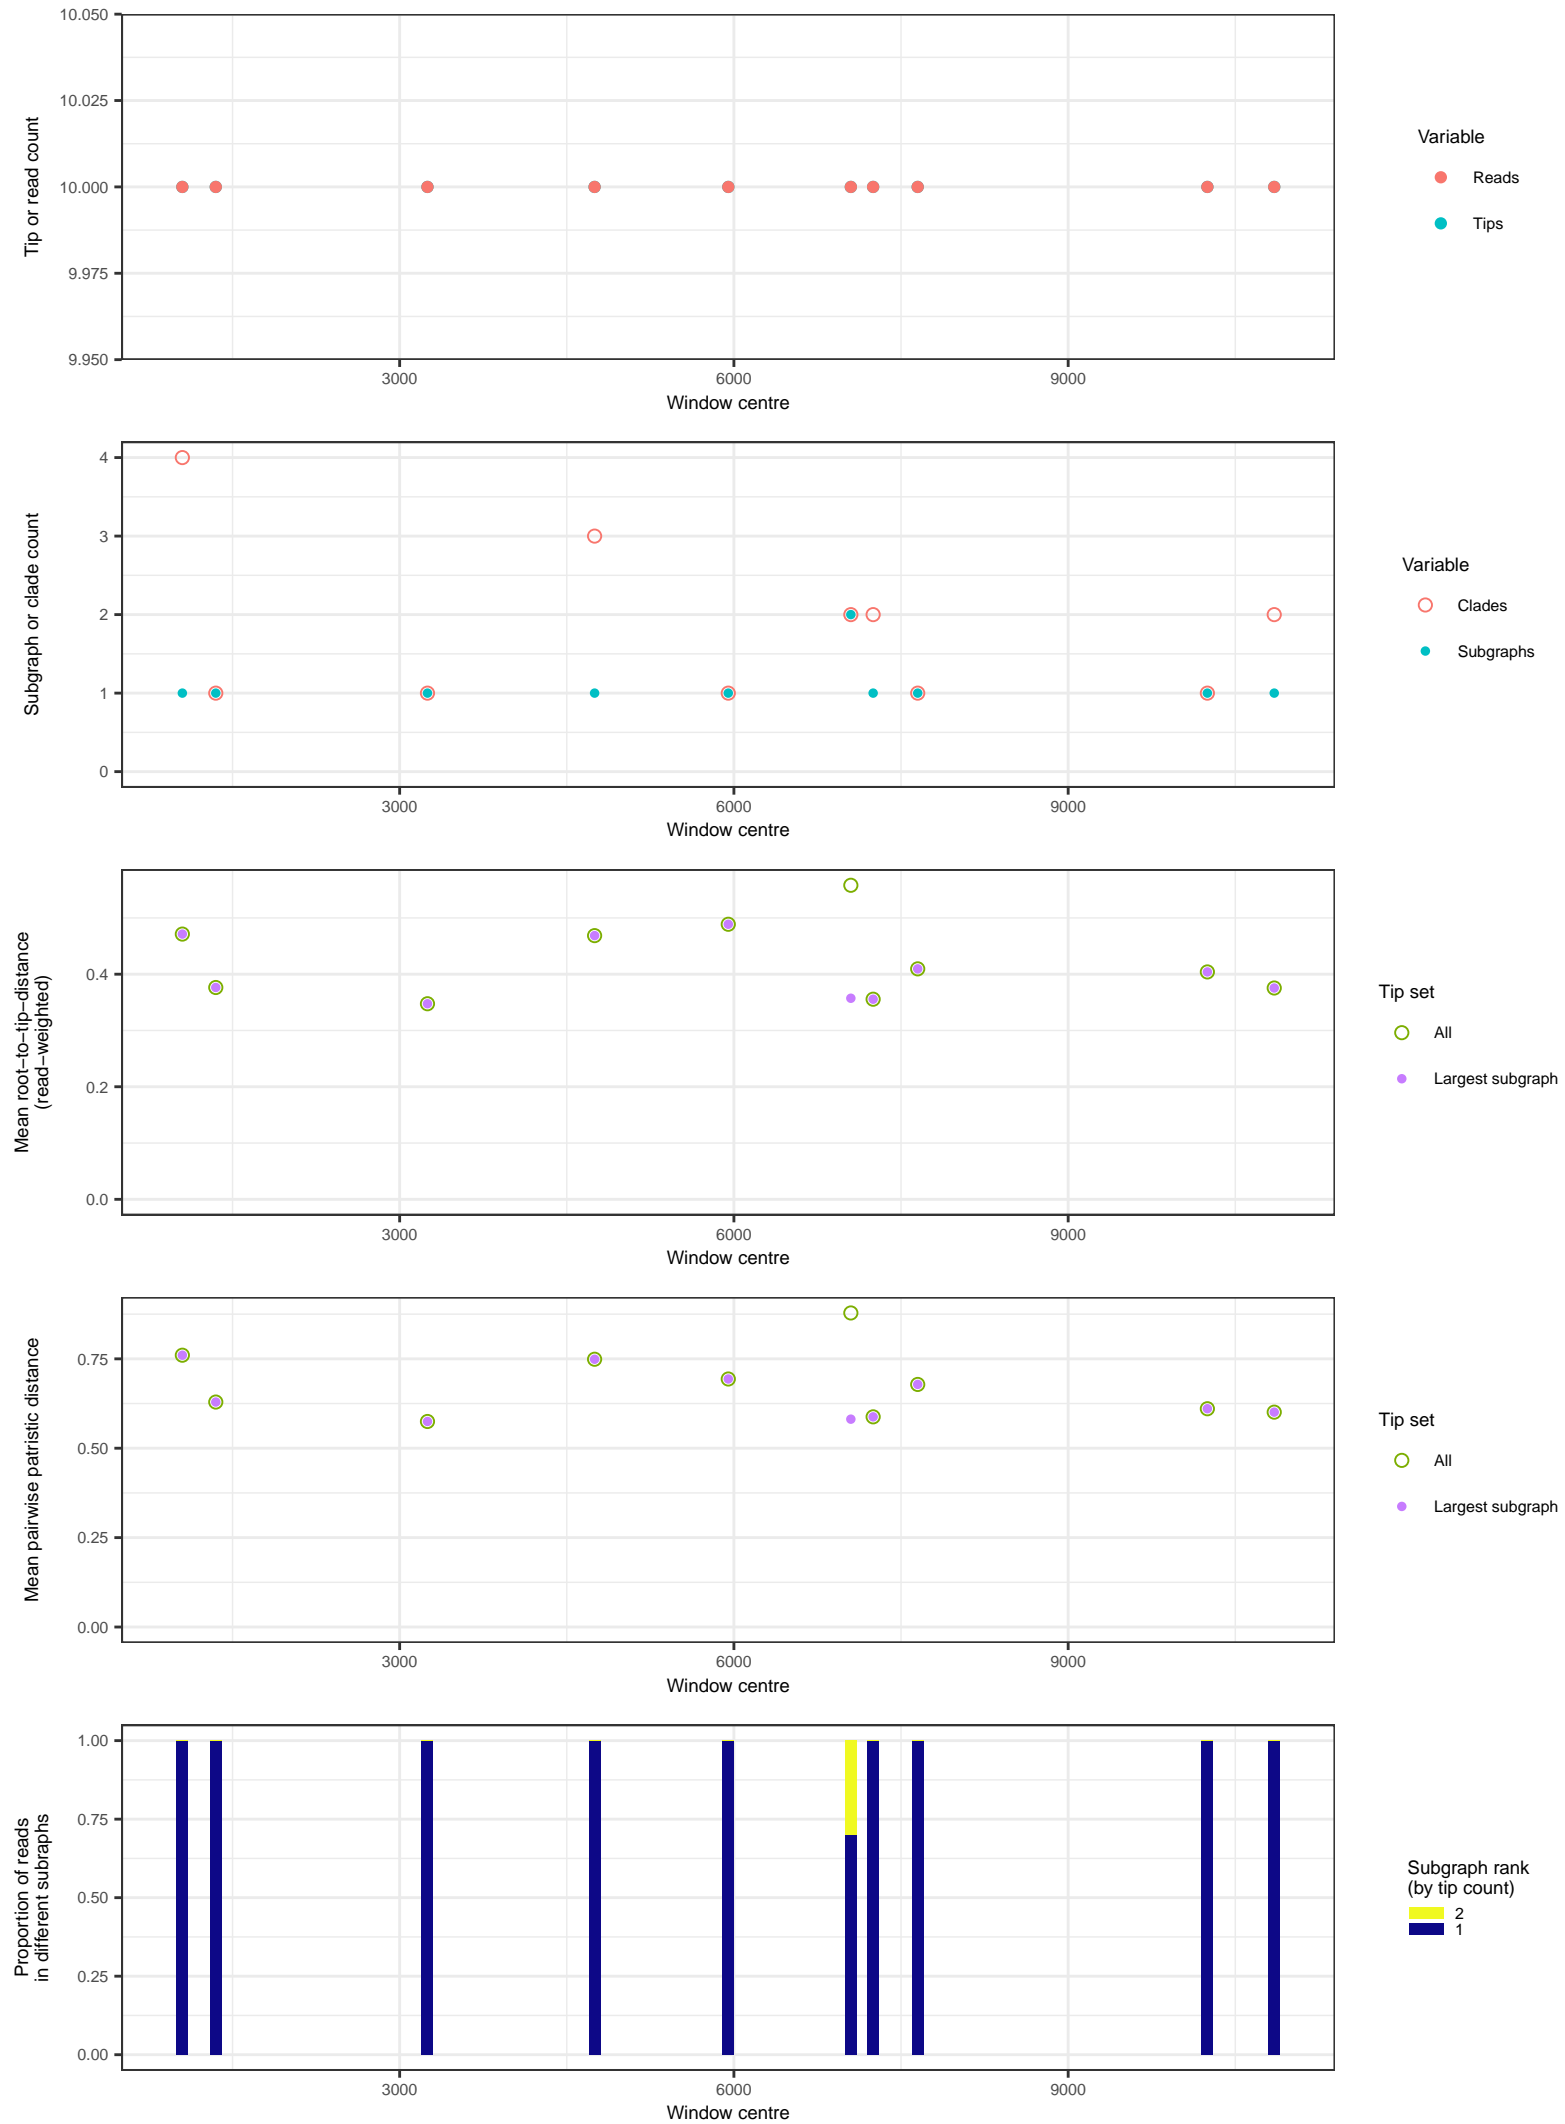 10.050
10.025
10.000
9.975
9.950
Tip or read count
3000 6000 9000
Window centre
Variable
Reads
Tips
4
3
2
1
0
Subgraph or clade count
3000 6000 9000
Window centre
Variable
Clades
Subgraphs
0.4
0.2
0.0
Mean root−to−tip−distance
(read−weighted)
3000 6000 9000
Window centre
Tip set
All
Largest subgraph
0.75
0.50
0.25
0.00
Mean pairwise patristic distance
3000 6000 9000
Window centre
Tip set
All
Largest subgraph
1.00
0.75
0.50
0.25
0.00
Proportion of reads
in different subraphs
3000 6000 9000
Window centre
Subgraph rank
(by tip count)
2
1